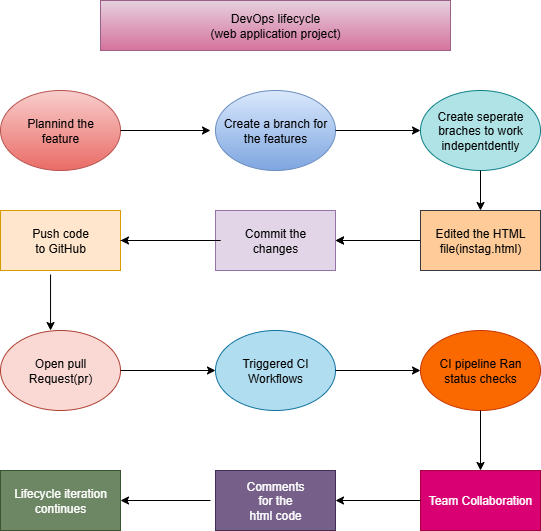 DevOps lifecycle
(web application project)
Plannind the
feature
Create a branch for
the features
Create seperate
braches to work
indepentdently
Push code
to GitHub
Commit the
changes
Edited the HTML
file(instag.html)
Open pull
Request(pr)
Triggered CI
Workflows
CI pipeline Ran
status checks
Lifecycle iteration
continues
Comments
for the
html code
Team Collaboration